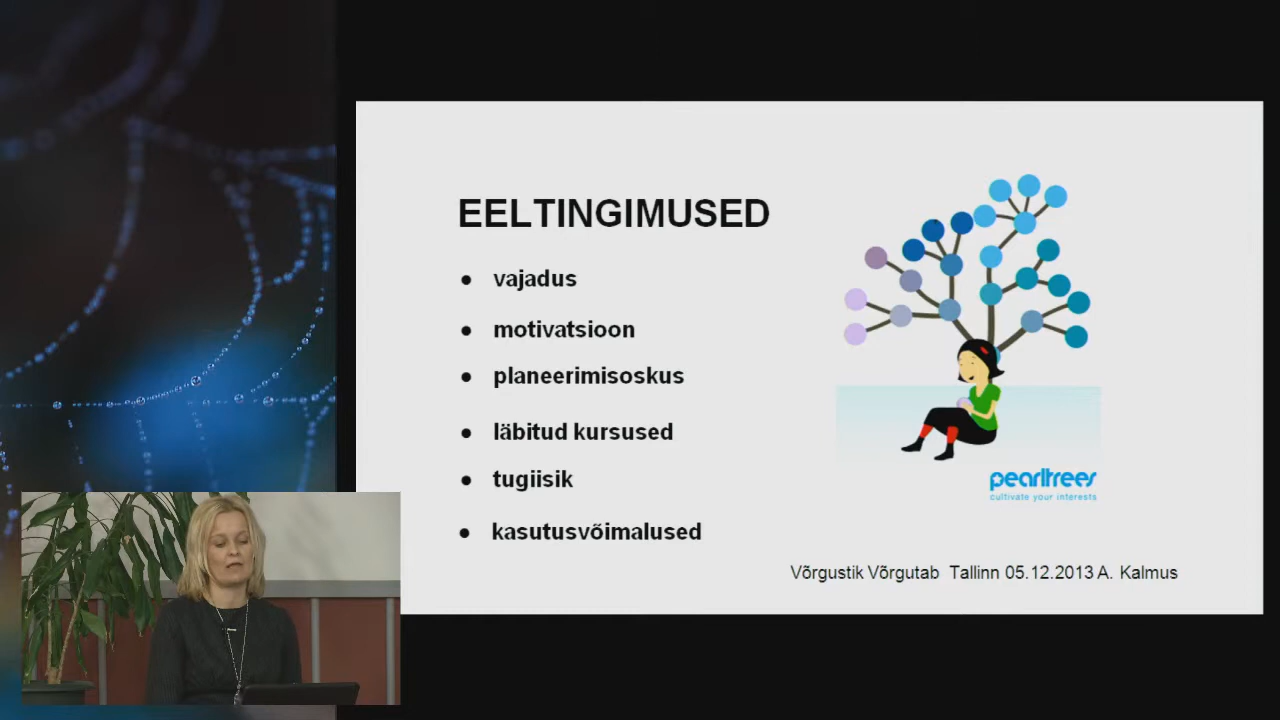 EELTINGIMUSED
● vajadus
● motivatsioon
● planeerimisoskus
● läbitud kursused
● tugiisik
● kasutusvõimalused
pearltrees
cultivate your interests
Võrgustik Võrgutab Tallinn 05.12.2013 A. Kalmus